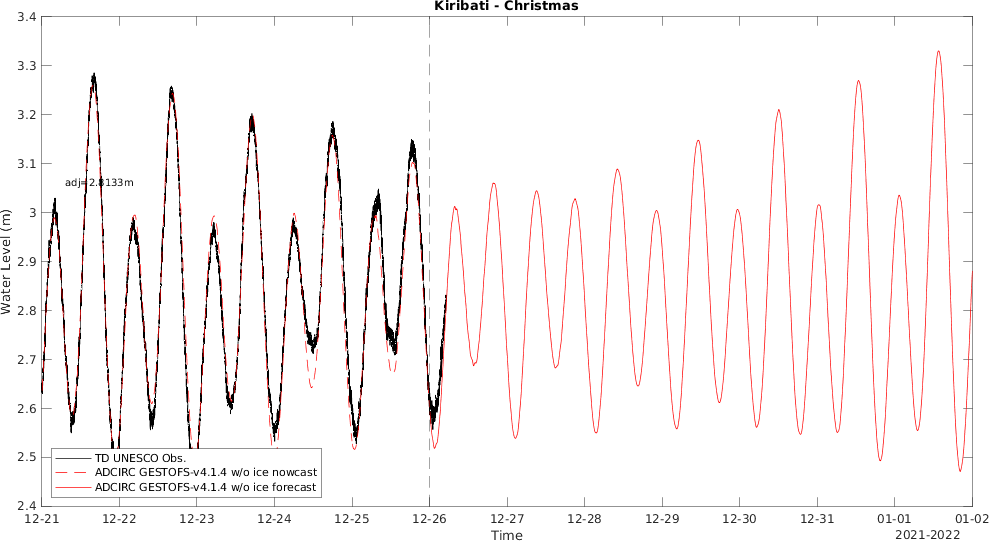 Kiribati - Christmas
3.4
3.3
3.2
3.1
3
2.9
2.8
2.7
2.6
2.5
2.4
Water Level (m)
adj=2.8133m
TD UNESCO Obs.
ADCIRC GESTOFS-v4.1.4 w/o ice nowcast
ADCIRC GESTOFS-v4.1.4 w/o ice forecast
12-21 12-22 12-23 12-24 12-25 12-26 12-27 12-28 12-29 12-30 12-31 01-01 01-02
Time
2021-2022